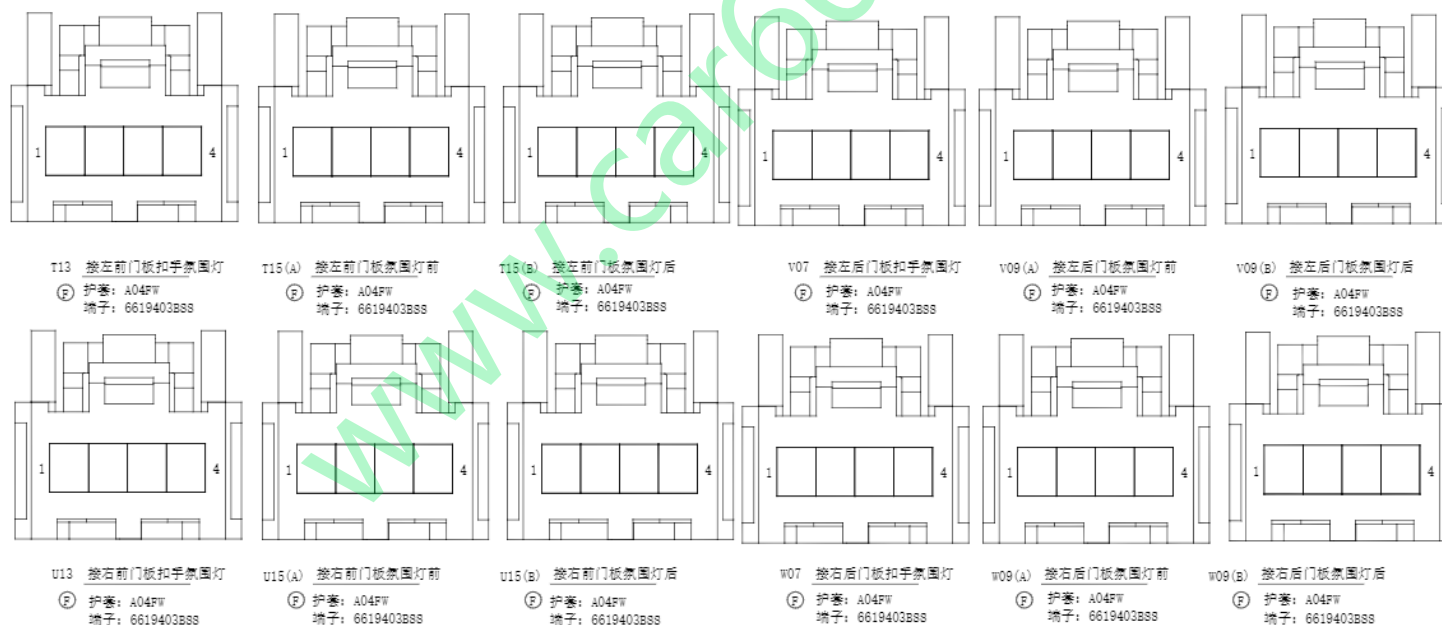 1 4 1 4 1 4 1 4 1 4 1 4
T13 接左前门板扣手氛围灯
Ⓕ 护套：A04FW
端子：6619403BSS
T15(A) 接左前门板氛围灯前
Ⓕ 护套：A04FW
端子：6619403BSS
T15(B) 接左前门板氛围灯后
Ⓕ 护套：A04FW
端子：6619403BSS
V07 接左后门板扣手氛围灯
Ⓕ 护套：A04FW
端子：6619403BSS
V09(A) 接左后门板氛围灯前
Ⓕ 护套：A04FW
端子：6619403BSS
V09(B) 接左后门板氛围灯后
Ⓕ 护套：A04FW
端子：6619403BSS
1 4 1 4 1 4 1 4 1 4 1 4
U13 接右前门板扣手氛围灯
Ⓕ 护套：A04FW
端子：6619403BSS
U15(A) 接右前门板氛围灯前
Ⓕ 护套：A04FW
端子：6619403BSS
U15(B) 接右前门板氛围灯后
Ⓕ 护套：A04FW
端子：6619403BSS
W07 接右后门板扣手氛围灯
Ⓕ 护套：A04FW
端子：6619403BSS
W09(A) 接右后门板氛围灯前
Ⓕ 护套：A04FW
端子：6619403BSS
W09(B) 接右后门板氛围灯后
Ⓕ 护套：A04FW
端子：6619403BSS